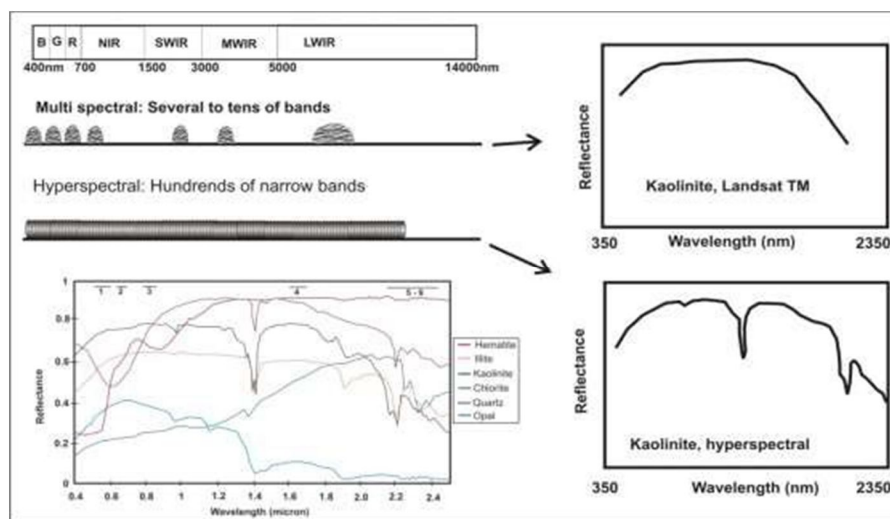 B G R NIR SWIR MWIR LWIR
400nm 700 1500 3000 5000 14000nm
Multi spectral: Several to tens of bands
Hyperspectral: Hundrends of narrow bands
Reflectance
Kaolinite, Landsat TM
350 Wavelength (nm) 2350
1 2 3 4 5 - 9
1
0.8
0.6
0.4
0.2
0
Reflectance
Hematite
Illite
Kaolinite
Chlorite
Quartz
Opal
0.4 0.6 0.8 1 1.2 1.4 1.6 1.8 2.0 2.2 2.4
Wavelength (micron)
Reflectance
Kaolinite, hyperspectral
350 Wavelength (nm) 2350